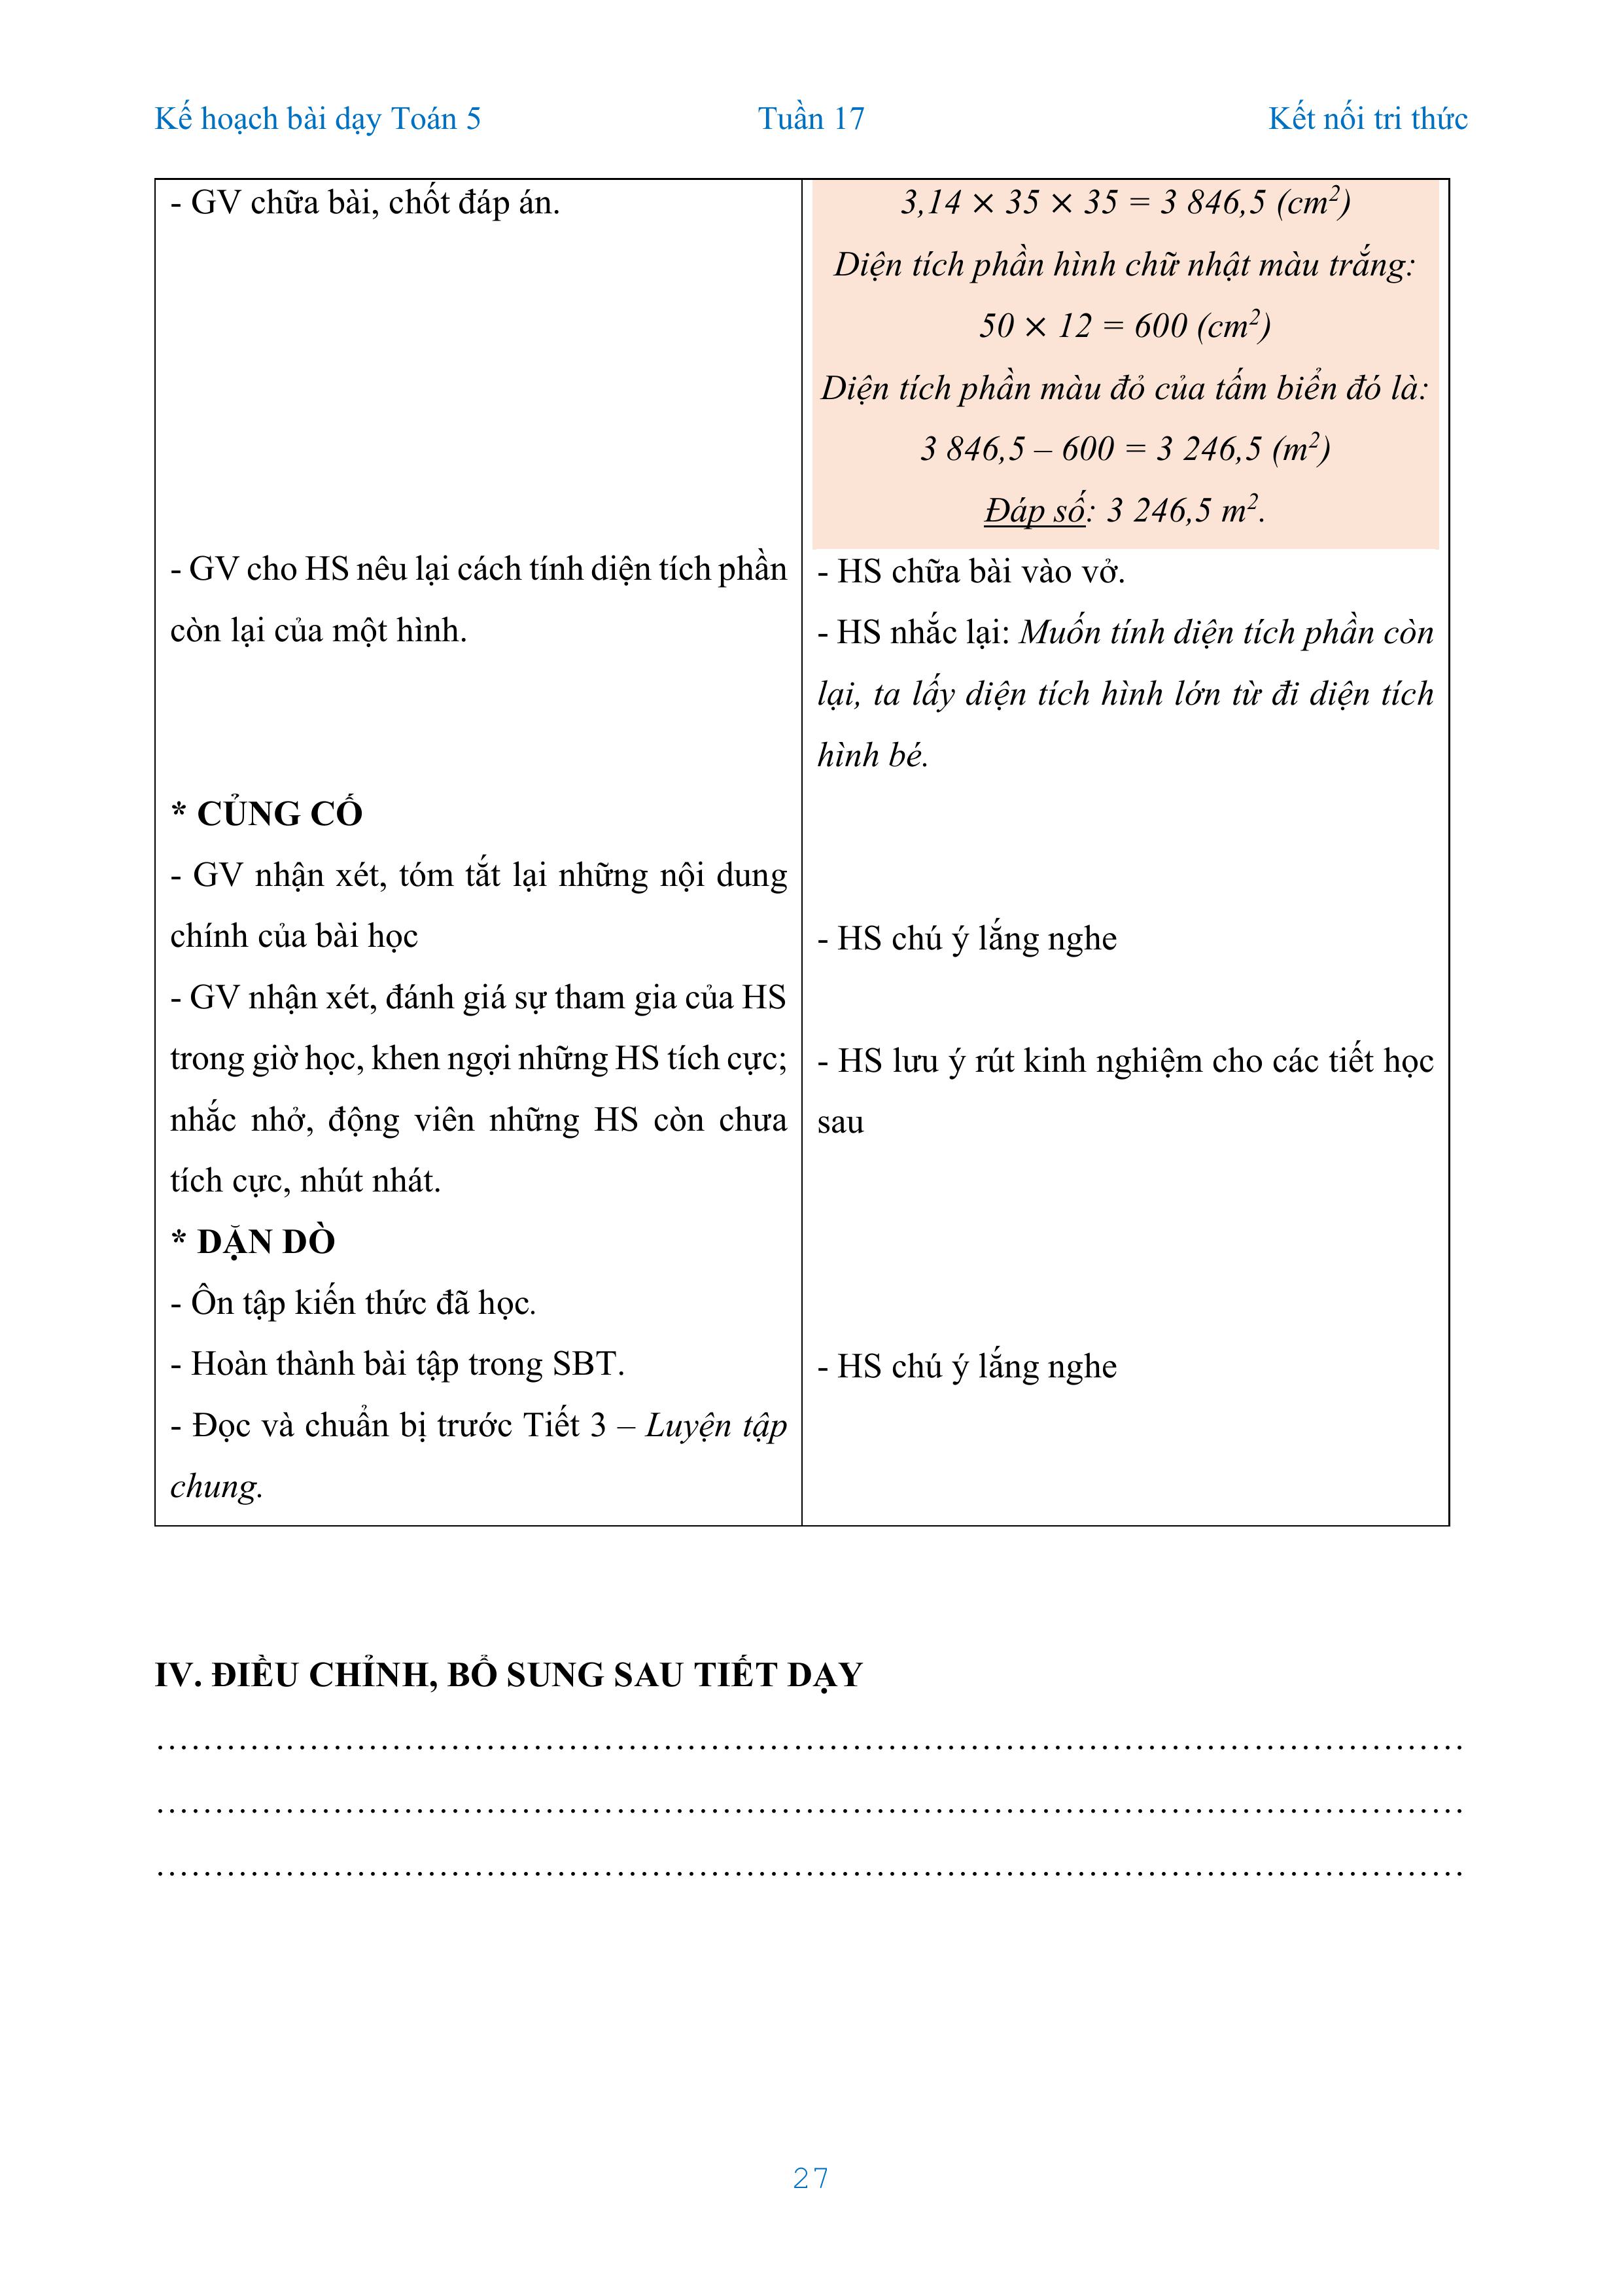 Kế hoạch bài dạy Toán 5 Tuần 17 Kết nối tri thức
- GV chữa bài, chốt đáp án.
- GV cho HS nêu lại cách tính diện tích phần
còn lại của một hình.
* CỦNG CỐ
- GV nhận xét, tóm tắt lại những nội dung
chính của bài học
- GV nhận xét, đánh giá sự tham gia của HS
trong giờ học, khen ngợi những HS tích cực;
nhắc nhở, động viên những HS còn chưa
tích cực, nhút nhát.
* DẶN DÒ
- Ôn tập kiến thức đã học.
- Hoàn thành bài tập trong SBT.
- Đọc và chuẩn bị trước Tiết 3 – Luyện tập
chung.
3,14 × 35 × 35 = 3 846,5 (cm²)
Diện tích phần hình chữ nhật màu trắng:
50 × 12 = 600 (cm²)
Diện tích phần màu đỏ của tấm biển đó là:
3 846,5 – 600 = 3 246,5 (m²)
Đáp số: 3 246,5 m².
- HS chữa bài vào vở.
- HS nhắc lại: Muốn tính diện tích phần còn
lại, ta lấy diện tích hình lớn từ đi diện tích
hình bé.
- HS chú ý lắng nghe
- HS lưu ý rút kinh nghiệm cho các tiết học
sau
- HS chú ý lắng nghe
IV. ĐIỀU CHỈNH, BỔ SUNG SAU TIẾT DẠY
……………………………………………………………………………………………
……………………………………………………………………………………………
……………………………………………………………………………………………
27